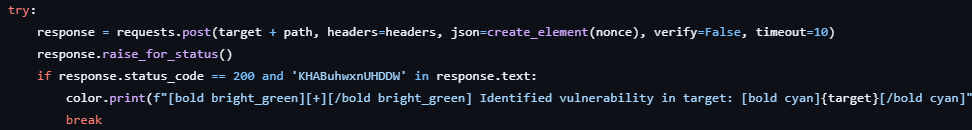 try:
response = requests.post(target + path, headers=headers, json=create_element(nonce), verify=False, timeout=10)
response.raise_for_status()
if response.status_code == 200 and 'KHABuhwxnUHDDW' in response.text:
color.print(f"[bold bright_green][+][/bold bright_green] Identified vulnerability in target: [bold cyan]{target}[/bold cyan]"
break